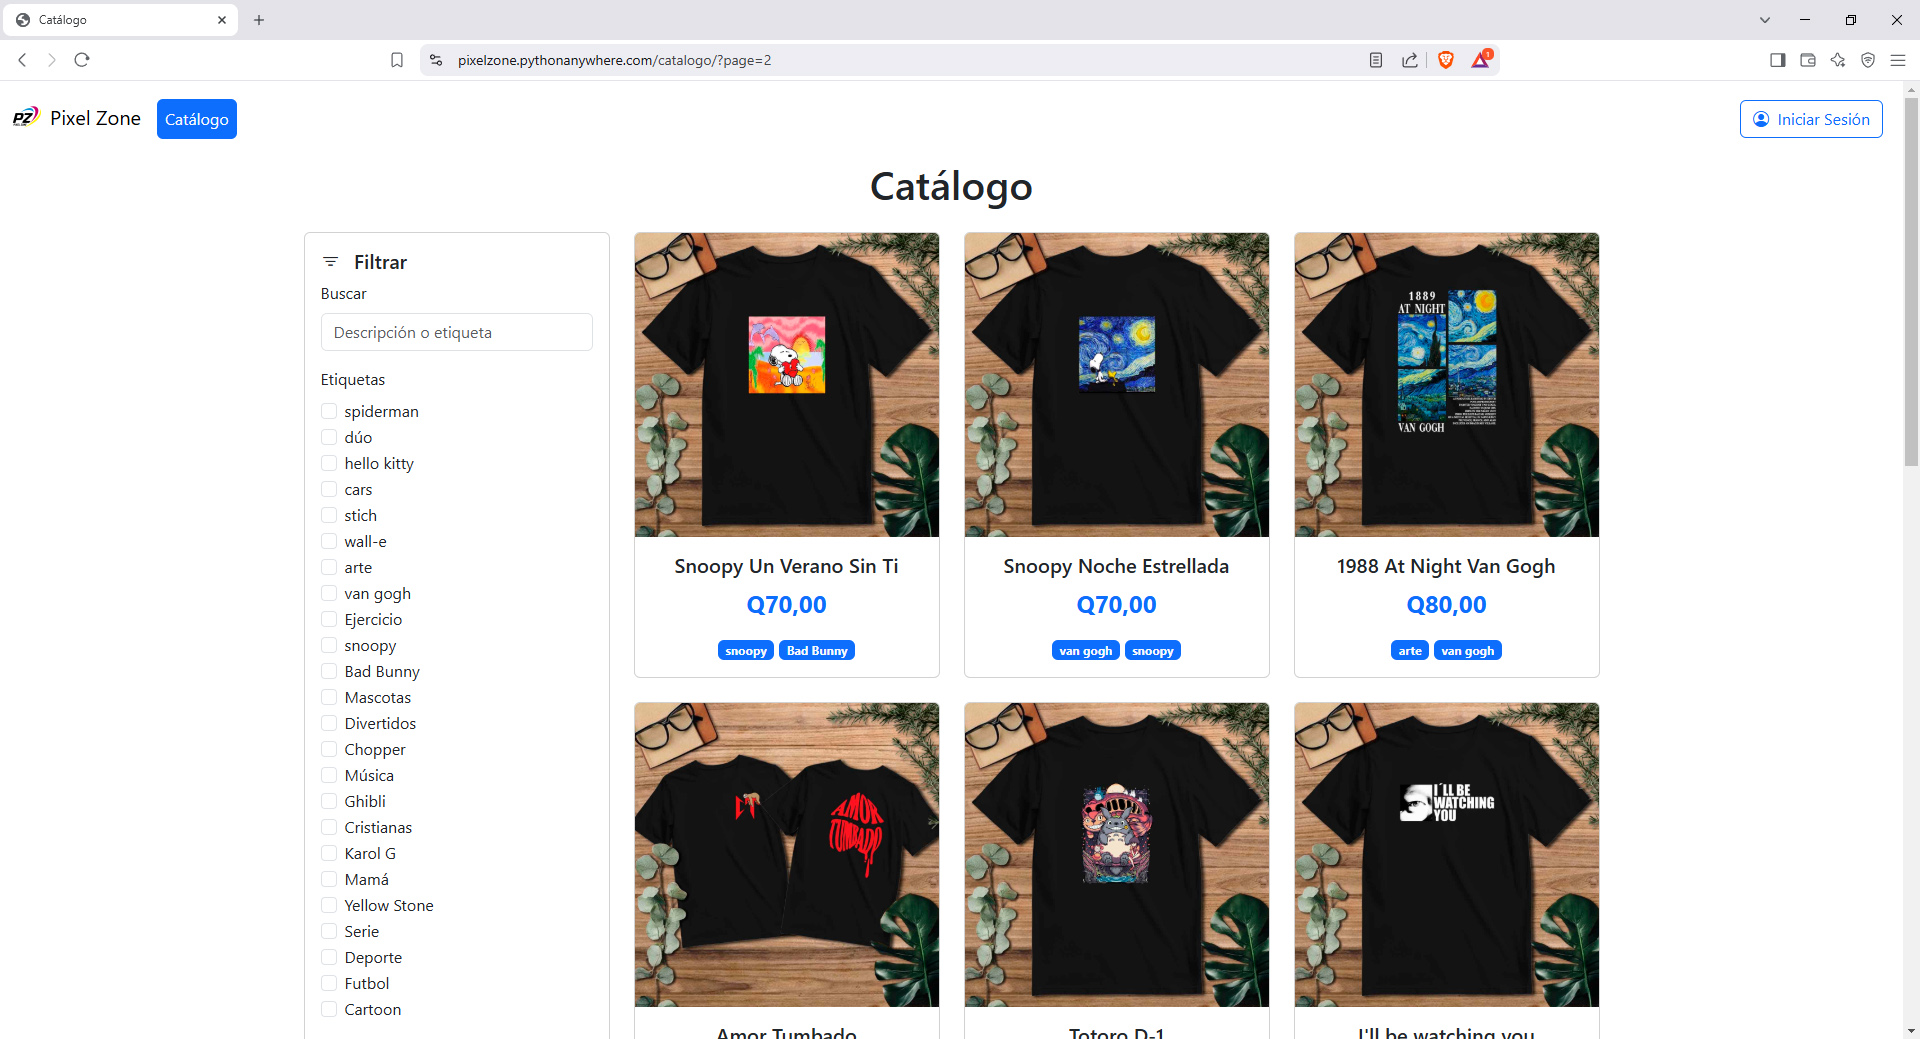 Catálogo
pixelzone.pythonanywhere.com/catalogo/?page=2
1
PZ
Pixel Zone
Catálogo
Iniciar Sesión
Catálogo
Filtrar
Buscar
Descripción o etiqueta
Etiquetas
spiderman
dúo
hello kitty
cars
stich
wall-e
arte
van gogh
Ejercicio
snoopy
Bad Bunny
Mascotas
Divertidos
Chopper
Música
Ghibli
Cristianas
Karol G
Mamá
Yellow Stone
Serie
Deporte
Futbol
Cartoon
Snoopy Un Verano Sin Ti
Q70,00
snoopy Bad Bunny
Snoopy Noche Estrellada
Q70,00
van gogh snoopy
1889
AT NIGHT
VAN GOGH
1988 At Night Van Gogh
Q80,00
arte van gogh
AMOR
TUMBADO
Amor Tumbado
Totoro D-1
I'LL BE
WATCHING
YOU
I'll be watching you